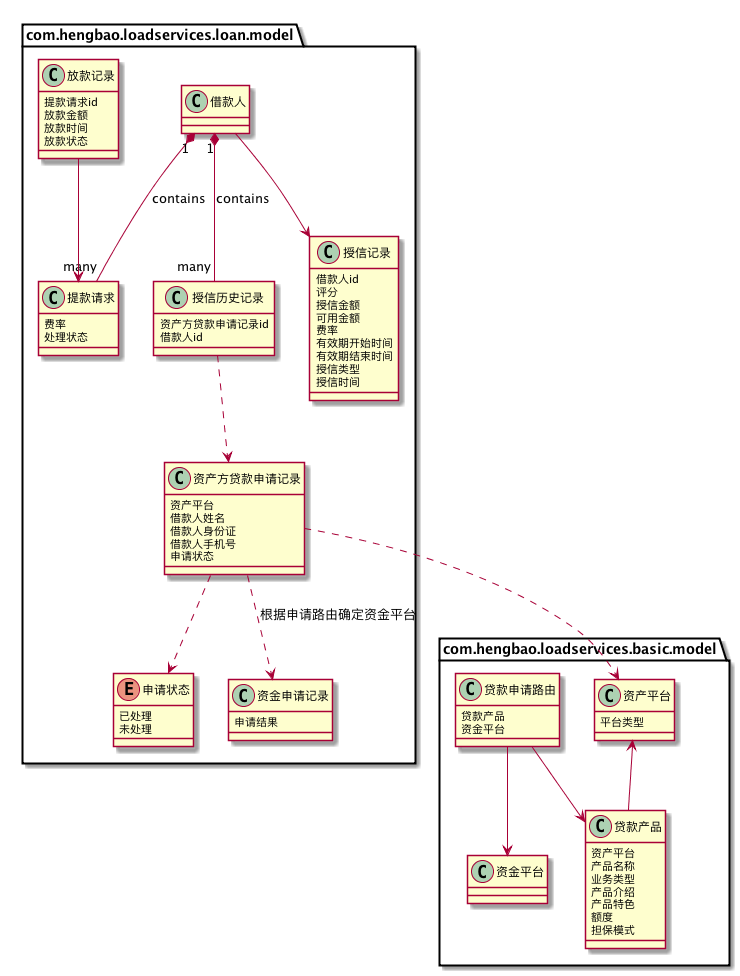 com.hengbao.loadservices.loan.model
C 放款记录
提款请求id
放款金额
放款时间
放款状态
C 借款人
1
1
contains
contains
many
many
C 提款请求
费率
处理状态
C 授信历史记录
资产方贷款申请记录id
借款人id
C 授信记录
借款人id
评分
授信金额
可用金额
费率
有效期开始时间
有效期结束时间
授信类型
授信时间
C 资产方贷款申请记录
资产平台
借款人姓名
借款人身份证
借款人手机号
申请状态
根据申请路由确定资金平台
E 申请状态
已处理
未处理
C 资金申请记录
申请结果
com.hengbao.loadservices.basic.model
C 贷款申请路由
贷款产品
资金平台
C 资产平台
平台类型
C 资金平台
C 贷款产品
资产平台
产品名称
业务类型
产品介绍
产品特色
额度
担保模式